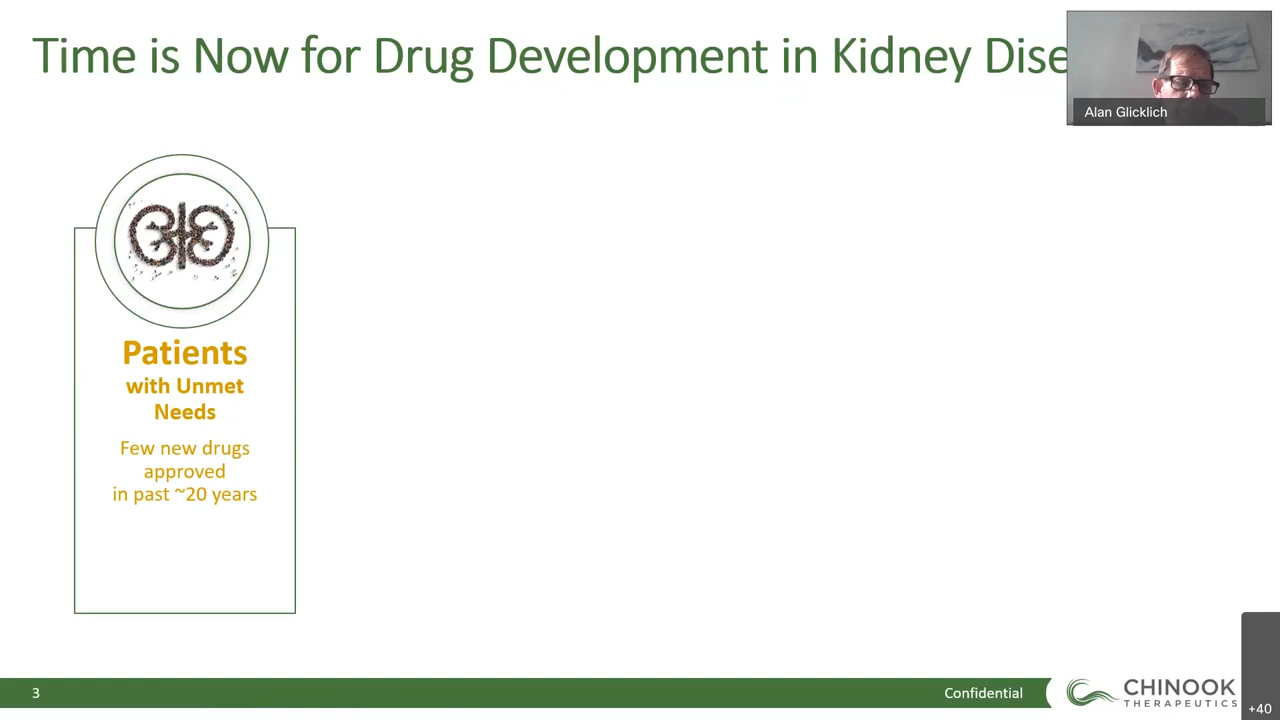 Time is Now for Drug Development in Kidney Dise
Alan Glicklich
Patients
with Unmet
Needs
Few new drugs
approved
in past ~20 years
3
Confidential
CHINOOK
THERAPEUTICS
+40